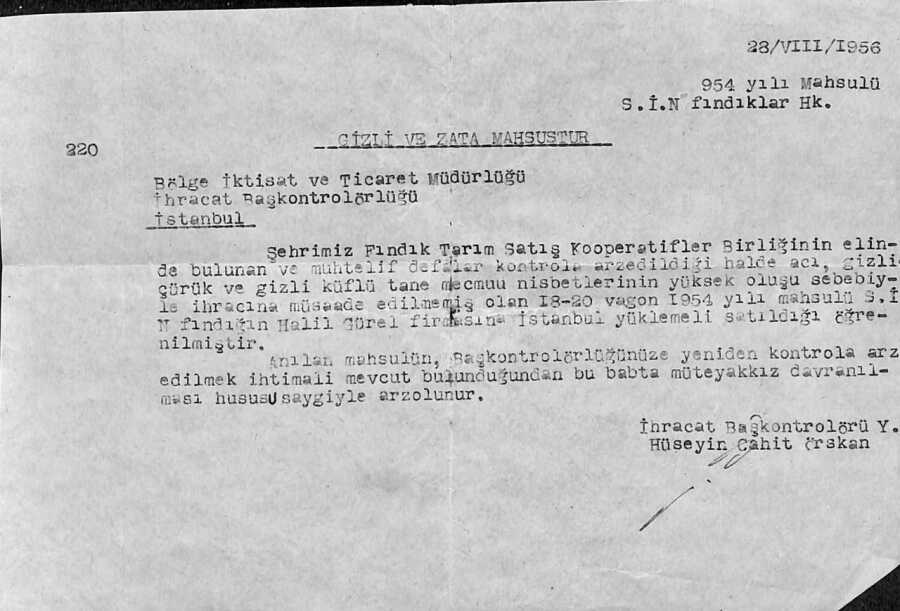 28/VIII/1956
954 yılı Mahsulü
S.İ.N fındıklar Hk.
220
GİZLİ VE ZATA MAHSUSTUR
Bölge İktisat ve Ticaret Müdürlüğü
İhracat Başkontrolörlüğü
İstanbul
Şehrimiz Fındık Tarım Satış Kooperatifler Birliğinin elin-
de bulunan ve muhtelif defalar kontrola arzedildiği halde acı, gizli
çürük ve gizli küflü tane mecmuu nisbetlerinin yüksek oluşu sebebiy-
le ihracına müsaade edilmemiş olan 18-20 vagon 1954 yılı mahsulü S.İ
N fındığın Halil Gürel firmasına İstanbul yüklemeli satıldığı öğre-
nilmiştir.
Anılan mahsulün, Başkontrolörlüğünüze yeniden kontrola arz
edilmek ihtimali mevcut bulunduğundan bu babta müteyakkız davranıl-
ması hususu saygiyle arzolunur.
İhracat Başkontrolörü Y.
Hüseyin Cahit Örskan